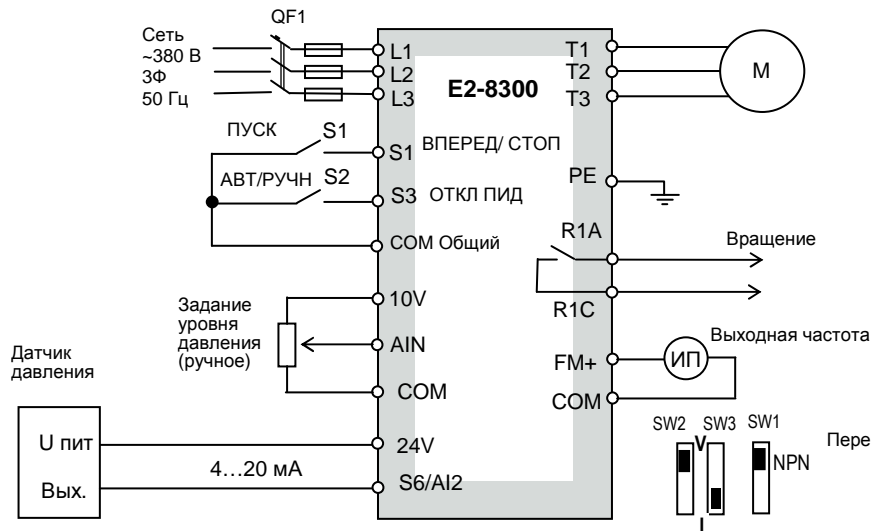 QF1
Сеть
~380 В
3Ф
50 Гц
L1
L2
L3
E2-8300
T1
T2
T3
М
ПУСК
S1
S1
ВПЕРЕД/ СТОП
АВТ/РУЧН
S2
S3
ОТКЛ ПИД
COM Общий
PE
R1A
R1C
Вращение
Задание
уровня
давления
(ручное)
10V
AIN
COM
FM+
COM
ИП
Выходная частота
Датчик
давления
U пит
Вых.
4…20 мА
24V
S6/AI2
SW2
SW3
SW1
V
I
NPN
Пере